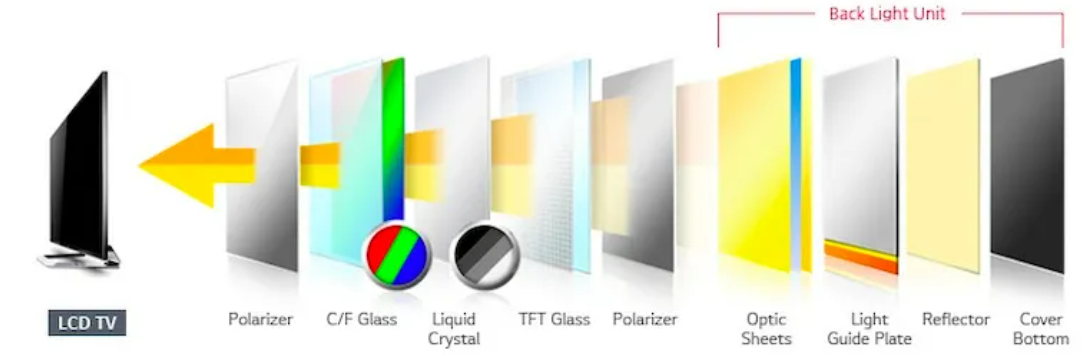 Back Light Unit
LCD TV
Polarizer
C/F Glass
Liquid
Crystal
TFT Glass
Polarizer
Optic
Sheets
Light
Guide Plate
Reflector
Cover
Bottom